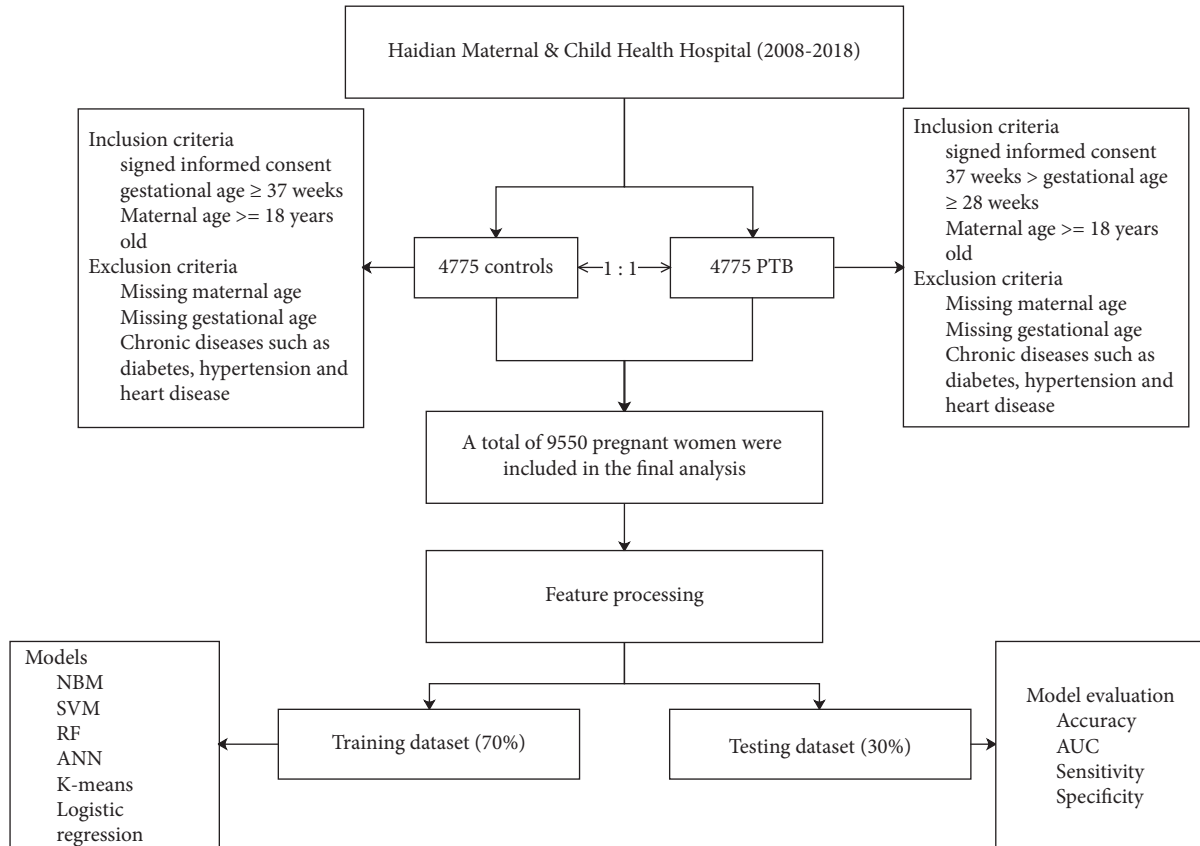 Haidian Maternal & Child Health Hospital (2008-2018)
Inclusion criteria
signed informed consent
gestational age ≥ 37 weeks
Maternal age >= 18 years
old
Exclusion criteria
Missing maternal age
Missing gestational age
Chronic diseases such as
diabetes, hypertension and
heart disease
4775 controls
1 : 1
4775 PTB
Inclusion criteria
signed informed consent
37 weeks > gestational age
≥ 28 weeks
Maternal age >= 18 years
old
Exclusion criteria
Missing maternal age
Missing gestational age
Chronic diseases such as
diabetes, hypertension and
heart disease
A total of 9550 pregnant women were
included in the final analysis
Feature processing
Models
NBM
SVM
RF
ANN
K-means
Logistic
regression
Training dataset (70%)
Testing dataset (30%)
Model evaluation
Accuracy
AUC
Sensitivity
Specificity